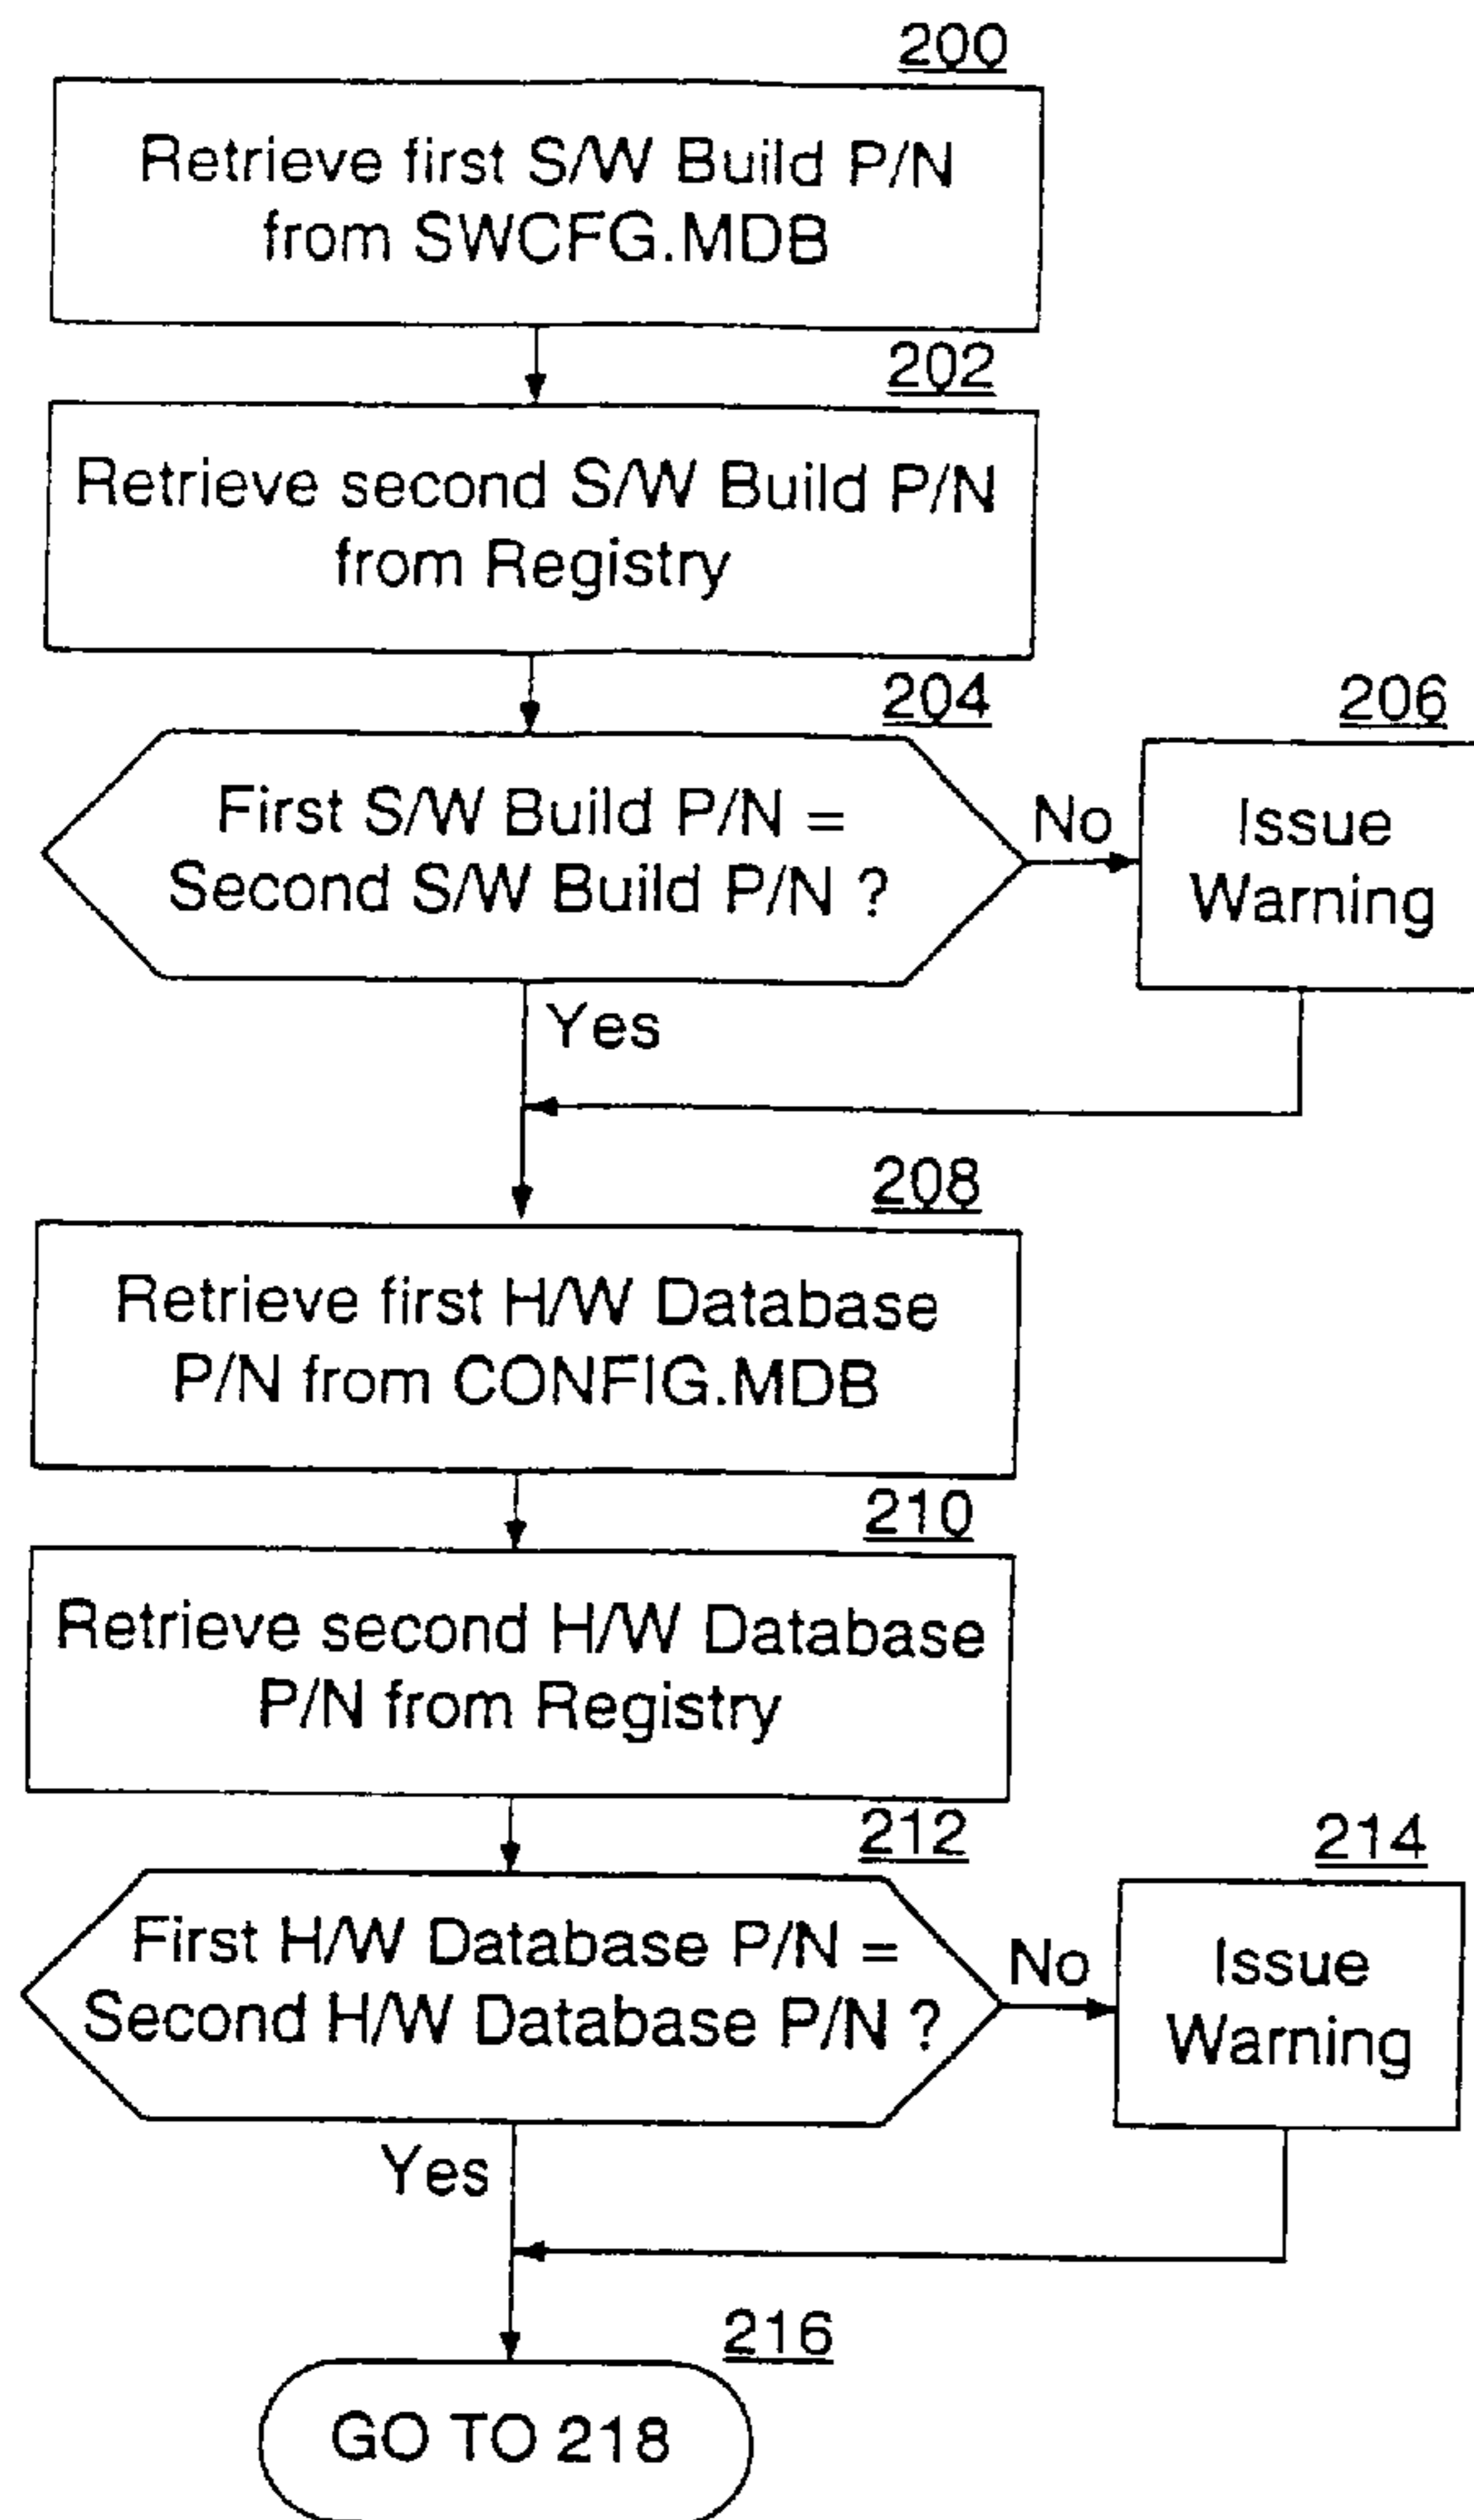 200
Retrieve first S/W Build P/N
from SWCFG.MDB
202
Retrieve second S/W Build P/N
from Registry
204
First S/W Build P/N =
Second S/W Build P/N ?
No
206
Issue
Warning
Yes
208
Retrieve first H/W Database
P/N from CONFIG.MDB
210
Retrieve second H/W Database
P/N from Registry
212
First H/W Database P/N =
Second H/W Database P/N ?
No
214
Issue
Warning
Yes
216
GO TO 218